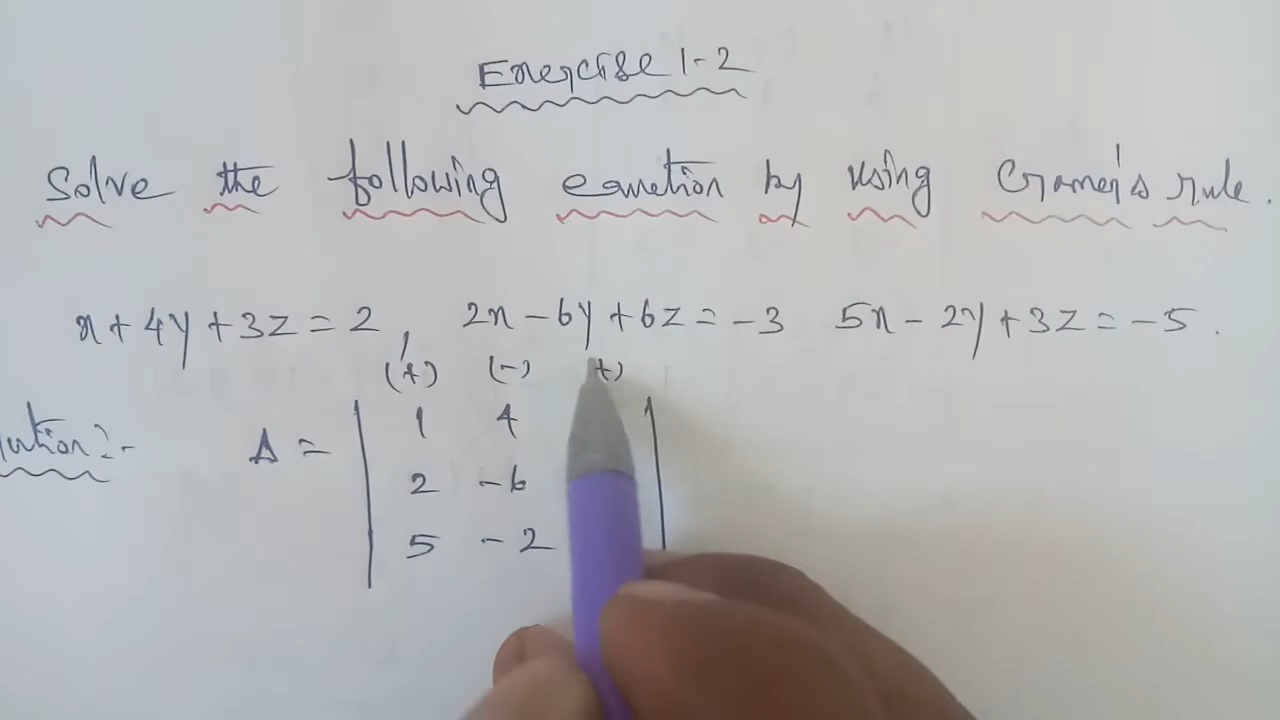 Exercise 1-2
Solve the following equation by using Cramer's rule.
x + 4y + 3z = 2, 2x - 6y + 6z = -3 5x - 2y + 3z = -5.
(+) (-) +)
ution:- Δ = | 1 4 |
2 -6
5 -2